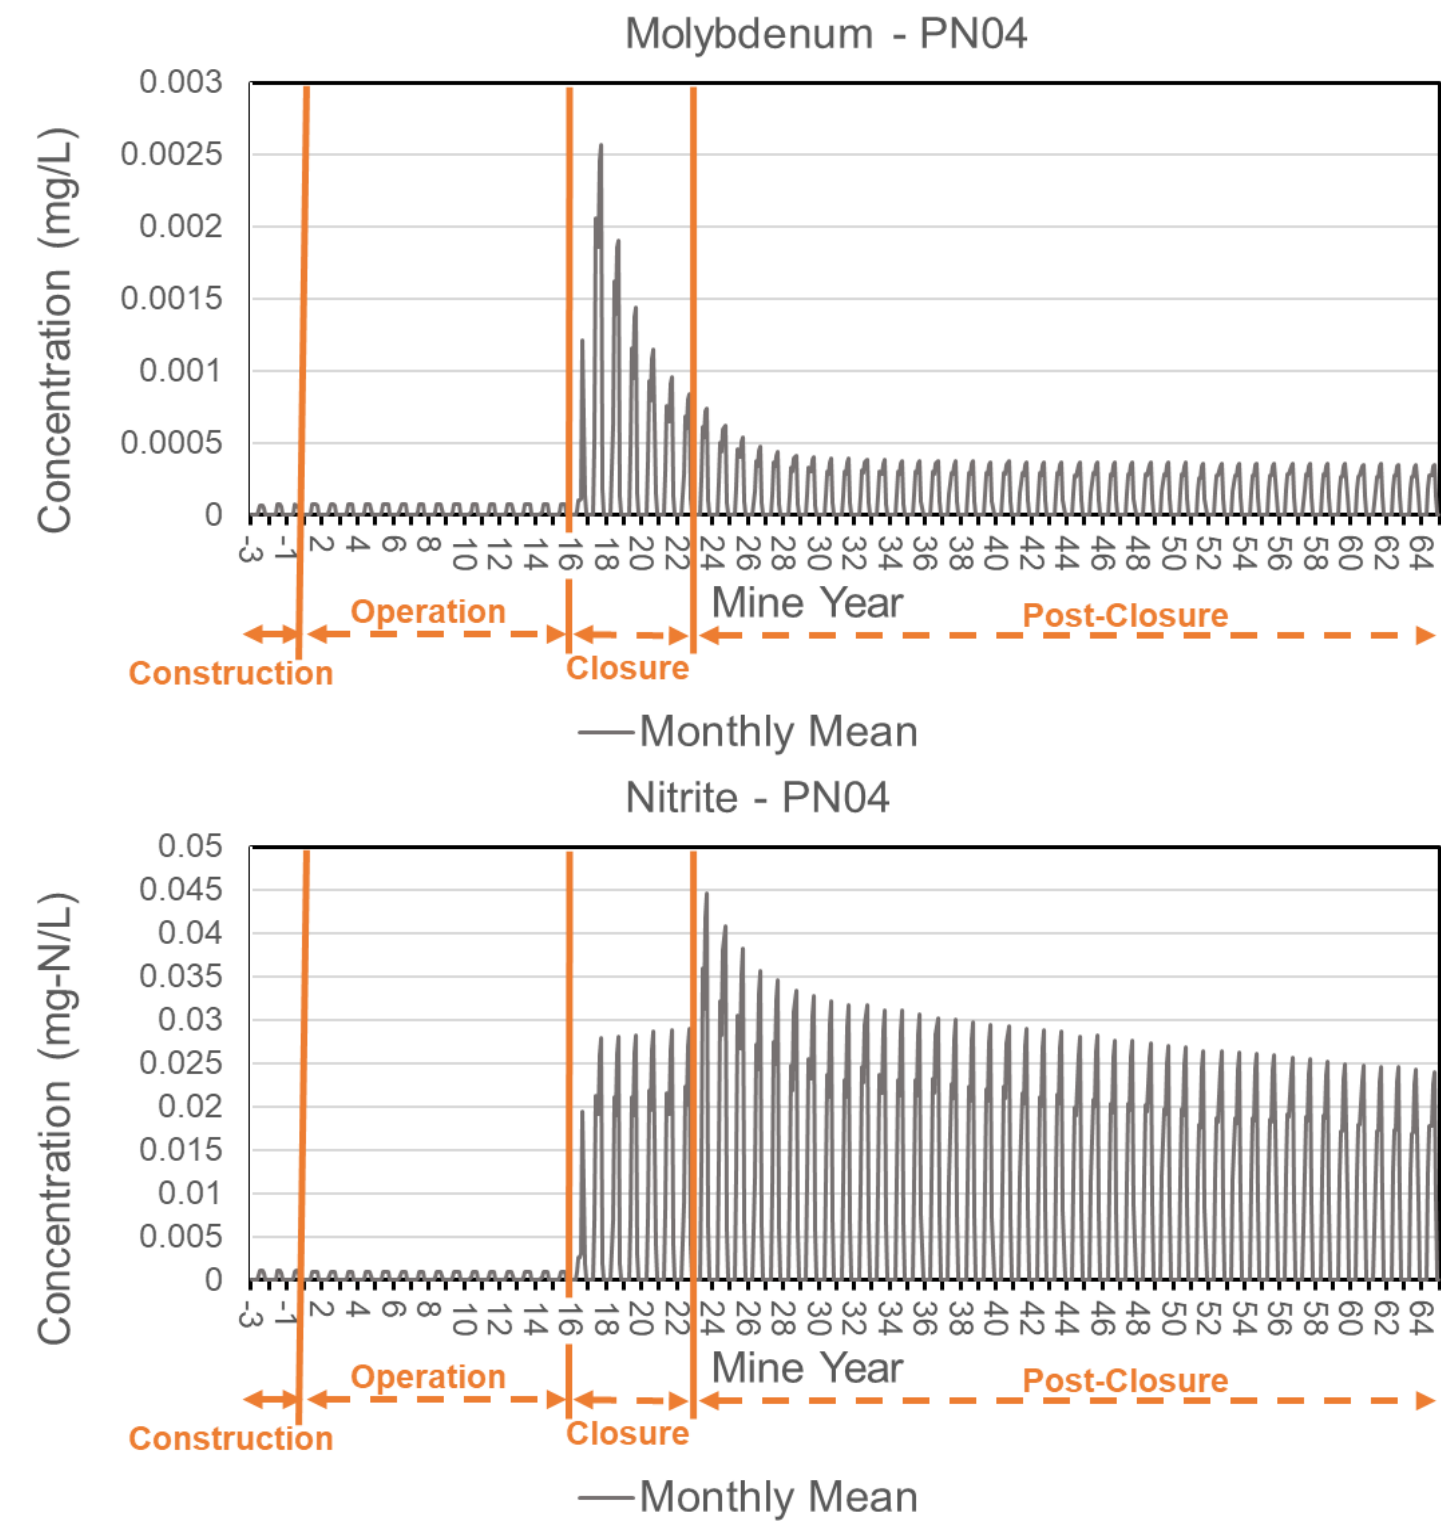 Molybdenum - PN04
Concentration (mg/L)
0.003
0.0025
0.002
0.0015
0.001
0.0005
0
-3 -1 2 4 6 8 10 12 14 16 18 20 22 24 26 28 30 32 34 36 38 40 42 44 46 48 50 52 54 56 58 60 62 64
Mine Year
Operation
Post-Closure
Construction
Closure
Monthly Mean
Nitrite - PN04
Concentration (mg-N/L)
0.05
0.045
0.04
0.035
0.03
0.025
0.02
0.015
0.01
0.005
0
-3 -1 2 4 6 8 10 12 14 16 18 20 22 24 26 28 30 32 34 36 38 40 42 44 46 48 50 52 54 56 58 60 62 64
Mine Year
Operation
Post-Closure
Construction
Closure
Monthly Mean